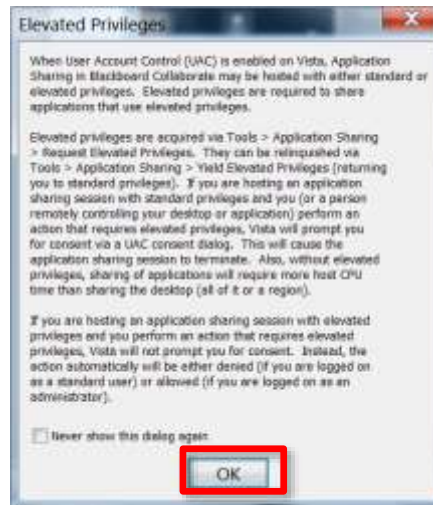 Elevated Privileges
When User Account Control (UAC) is enabled on Vista, Application
Sharing in Blackboard Collaborate may be hosted with either standard or
elevated privileges. Elevated privileges are required to share
applications that use elevated privileges.
Elevated privileges are acquired via Tools > Application Sharing
> Request Elevated Privileges. They can be relinquished via
Tools > Application Sharing > Yield Elevated Privileges (returning
you to standard privileges). If you are hosting an application
sharing session with standard privileges and you (or a person
remotely controlling your desktop or application) perform an
action that requires elevated privileges, Vista will prompt you
for consent via a UAC consent dialog. This will cause the
application sharing session to terminate. Also, without elevated
privileges, sharing of applications will require more host CPU
time than sharing the desktop (all of it or a region).
If you are hosting an application sharing session with elevated
privileges and you perform an action that requires elevated
privileges, Vista will not prompt you for consent. Instead, the
action automatically will be either denied (if you are logged on
as a standard user) or allowed (if you are logged on as an
administrator).
Never show this dialog again
OK